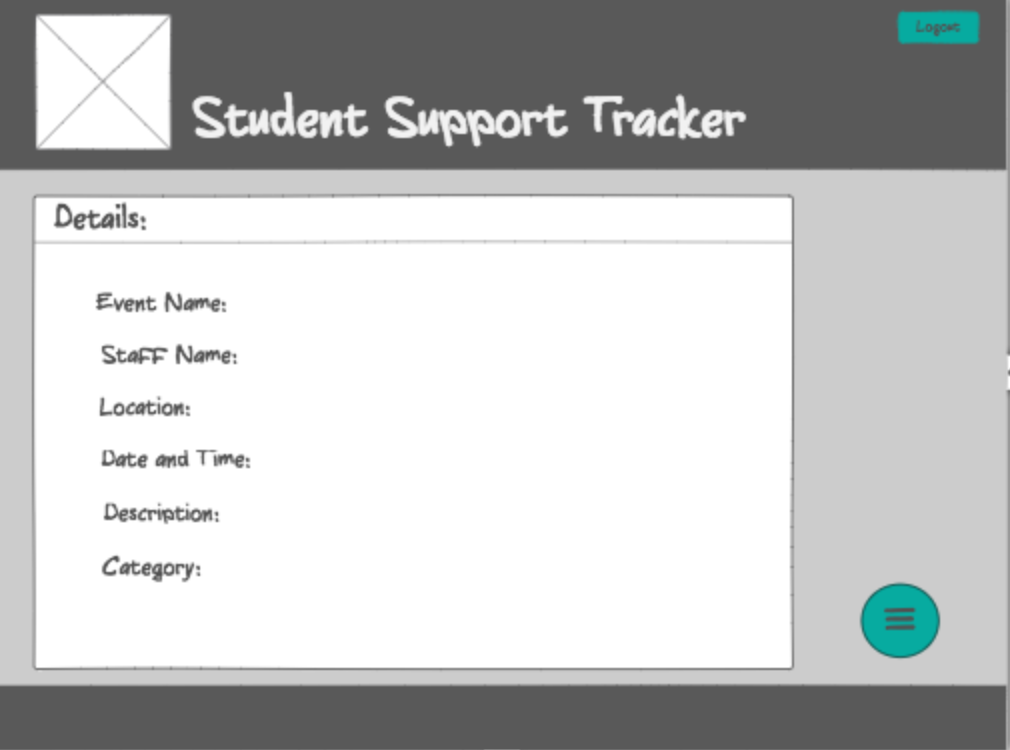 Logout
Student Support Tracker
Details:
Event Name:
Staff Name:
Location:
Date and Time:
Description:
Category: